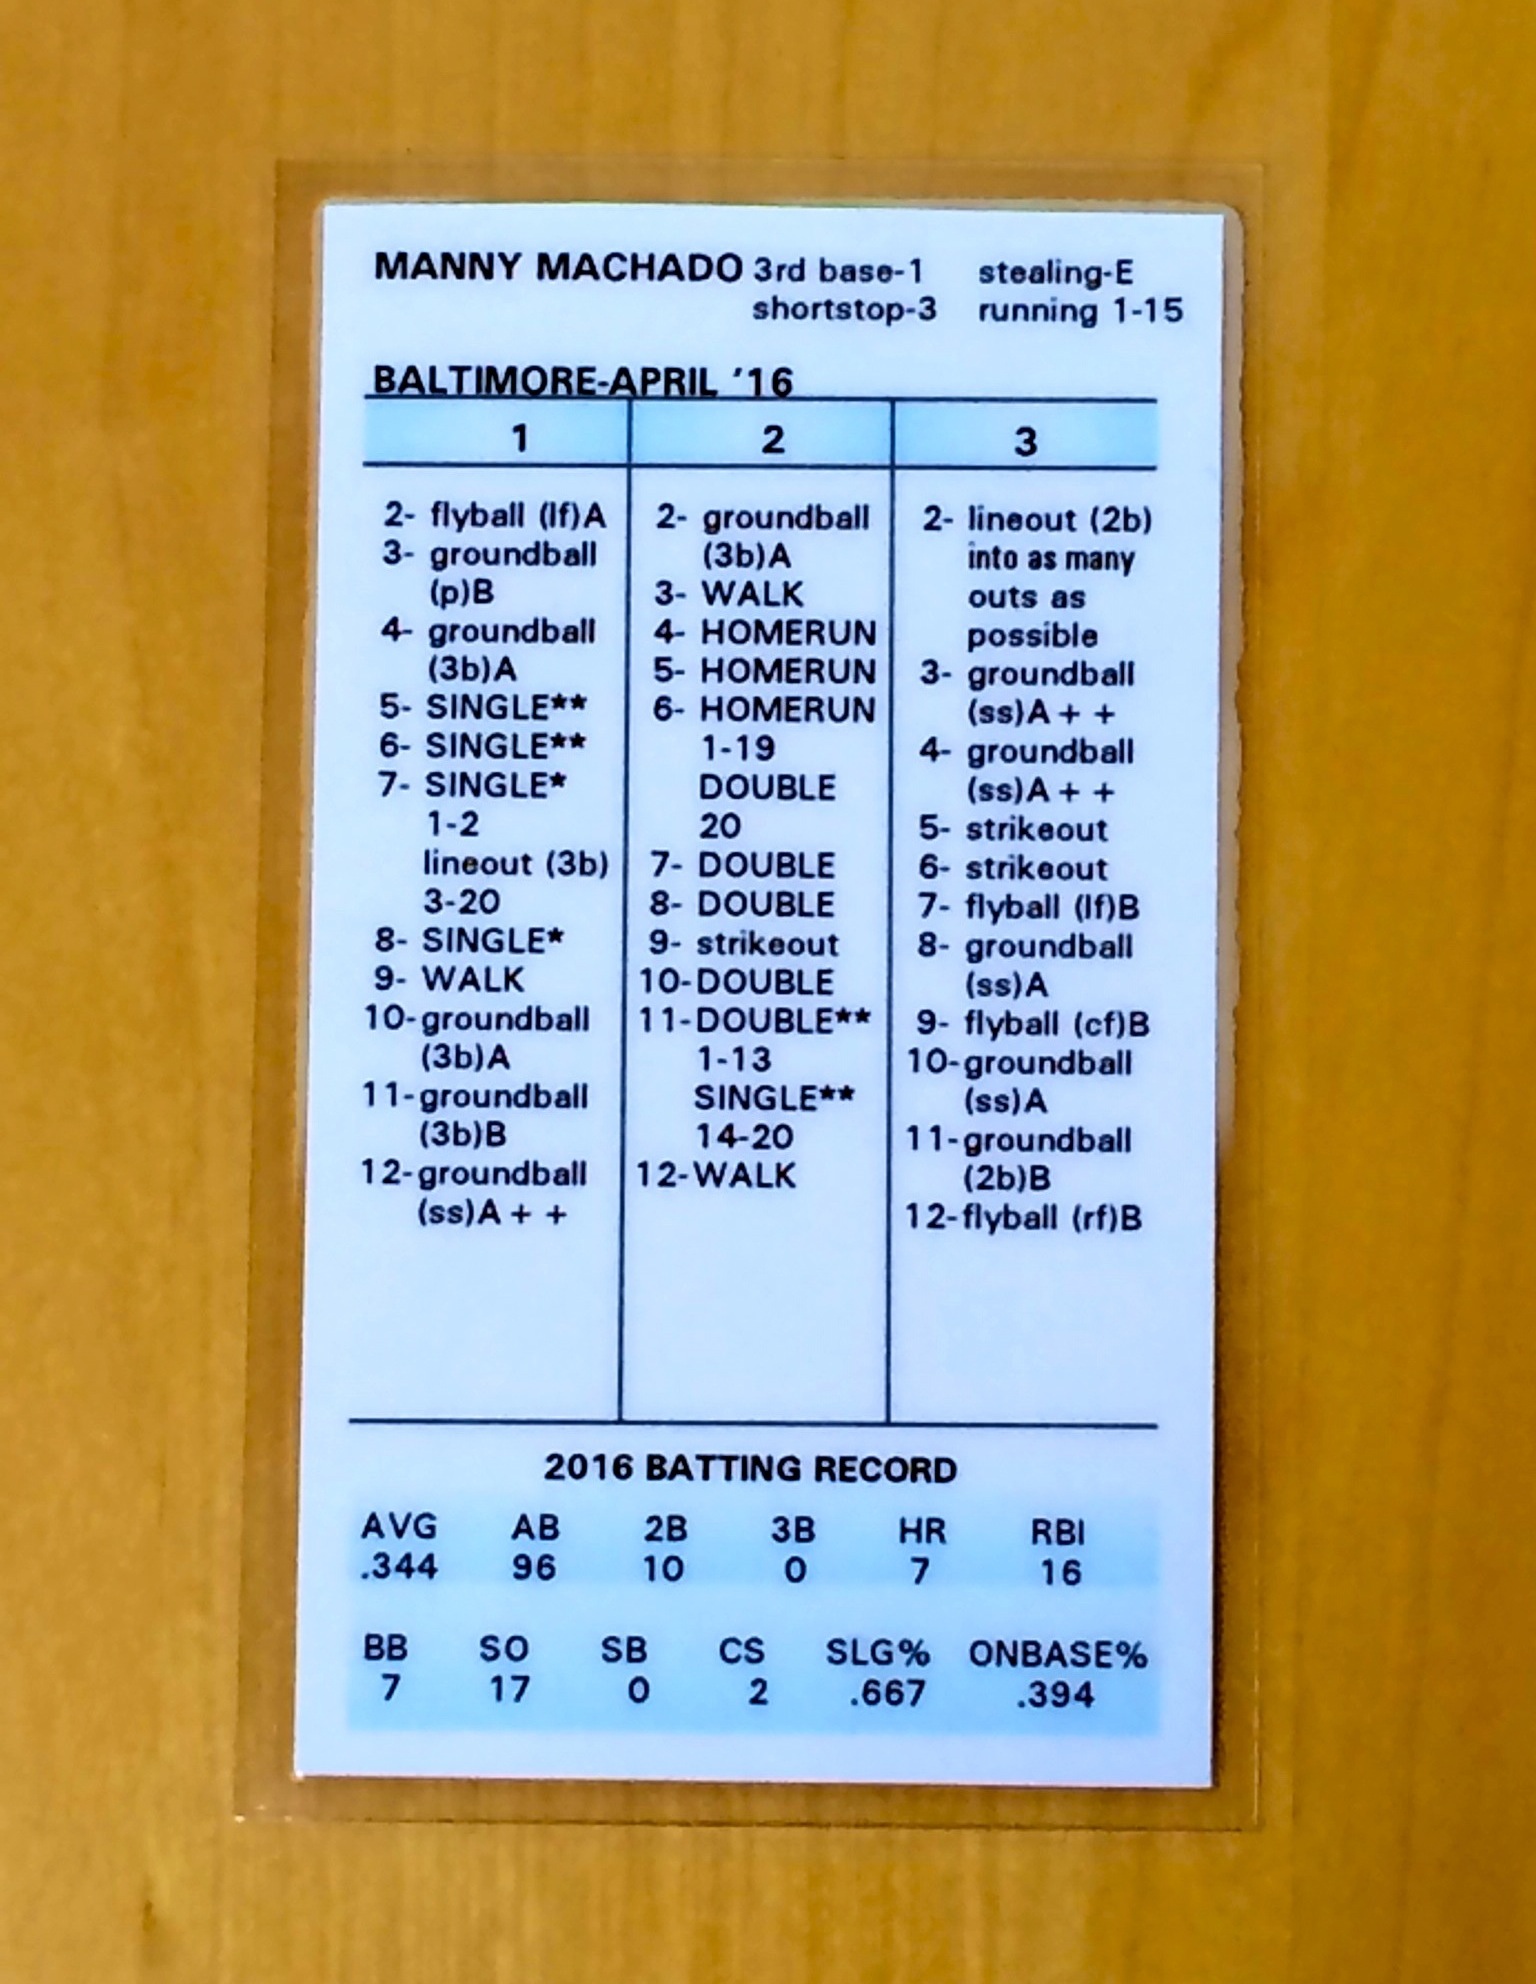 MANNY MACHADO 3rd base-1 stealing-E
shortstop-3 running 1-15
BALTIMORE-APRIL '16
1
2- flyball (lf)A
3- groundball
(p)B
4- groundball
(3b)A
5- SINGLE**
6- SINGLE**
7- SINGLE*
1-2
lineout (3b)
3-20
8- SINGLE*
9- WALK
10-groundball
(3b)A
11-groundball
(3b)B
12-groundball
(ss)A + +
2
2- groundball
(3b)A
3- WALK
4- HOMERUN
5- HOMERUN
6- HOMERUN
1-19
DOUBLE
20
7- DOUBLE
8- DOUBLE
9- strikeout
10-DOUBLE
11-DOUBLE**
1-13
SINGLE**
14-20
12-WALK
3
2- lineout (2b)
into as many
outs as
possible
3- groundball
(ss)A + +
4- groundball
(ss)A + +
5- strikeout
6- strikeout
7- flyball (lf)B
8- groundball
(ss)A
9- flyball (cf)B
10-groundball
(ss)A
11-groundball
(2b)B
12-flyball (rf)B
2016 BATTING RECORD
AVG AB 2B 3B HR RBI
.344 96 10 0 7 16
BB SO SB CS SLG% ONBASE%
7 17 0 2 .667 .394